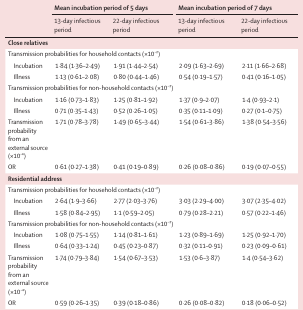 Mean incubation period of 5 days Mean incubation period of 7 days
13-day infectious period 22-day infectious period 13-day infectious period 22-day infectious period
Close relatives
Transmission probabilities for household contacts (×10⁻²)
Incubation 1·84 (1·36–2·49) 1·91 (1·44–2·54) 2·09 (1·63–2·69) 2·11 (1·66–2·68)
Illness 1·13 (0·61–2·08) 0·80 (0·44–1·46) 0·54 (0·19–1·57) 0·41 (0·16–1·05)
Transmission probabilities for non-household contacts (×10⁻²)
Incubation 1·16 (0·73–1·83) 1·25 (0·81–1·92) 1·37 (0·9–2·07) 1·4 (0·93–2·1)
Illness 0·71 (0·35–1·43) 0·52 (0·26–1·05) 0·35 (0·11–1·09) 0·27 (0·1–0·75)
Transmission 1·71 (0·78–3·78) 1·49 (0·65–3·44) 1·54 (0·61–3·86) 1·38 (0·54–3·56)
probability
from an
external source
OR 0·61 (0·27–1·38) 0·41 (0·19–0·89) 0·26 (0·08–0·86) 0·19 (0·07–0·55)
Residential address
Transmission probabilities for household contacts (×10⁻²)
Incubation 2·64 (1·9–3·66) 2·77 (2·03–3·76) 3·03 (2·29–4·00) 3·07 (2·35–4·02)
Illness 1·58 (0·84–2·95) 1·1 (0·59–2·05) 0·79 (0·28–2·21) 0·57 (0·22–1·46)
Transmission probabilities for non-household contacts (×10⁻²)
Incubation 1·08 (0·75–1·55) 1·14 (0·81–1·61) 1·23 (0·89–1·69) 1·25 (0·92–1·70)
Illness 0·64 (0·33–1·24) 0·45 (0·23–0·87) 0·32 (0·11–0·91) 0·23 (0·09–0·61)
Transmission 1·74 (0·79–3·84) 1·54 (0·67–3·53) 1·53 (0·6–3·87) 1·4 (0·54–3·62)
probability
from an
external source
OR 0·59 (0·26–1·35) 0·39 (0·18–0·86) 0·26 (0·08–0·82) 0·18 (0·06–0·52)